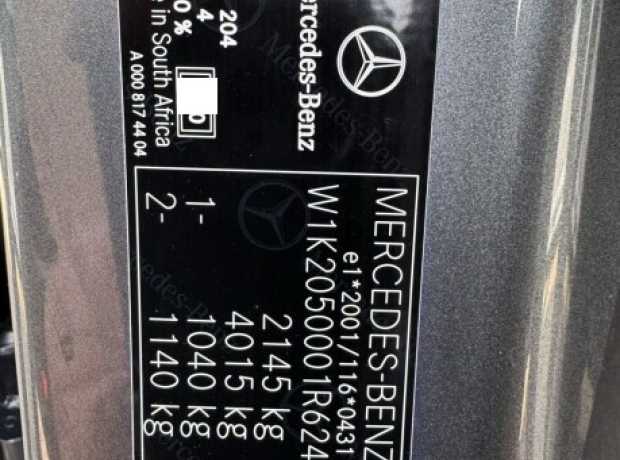 Mercedes-Benz
204
4
0 %
in South Africa
A 000 817 44 04
MERCEDES-BENZ
e1*2001/116*0431
W1K2050001R624
2145 kg
4015 kg
1- 1040 kg
2- 1140 kg